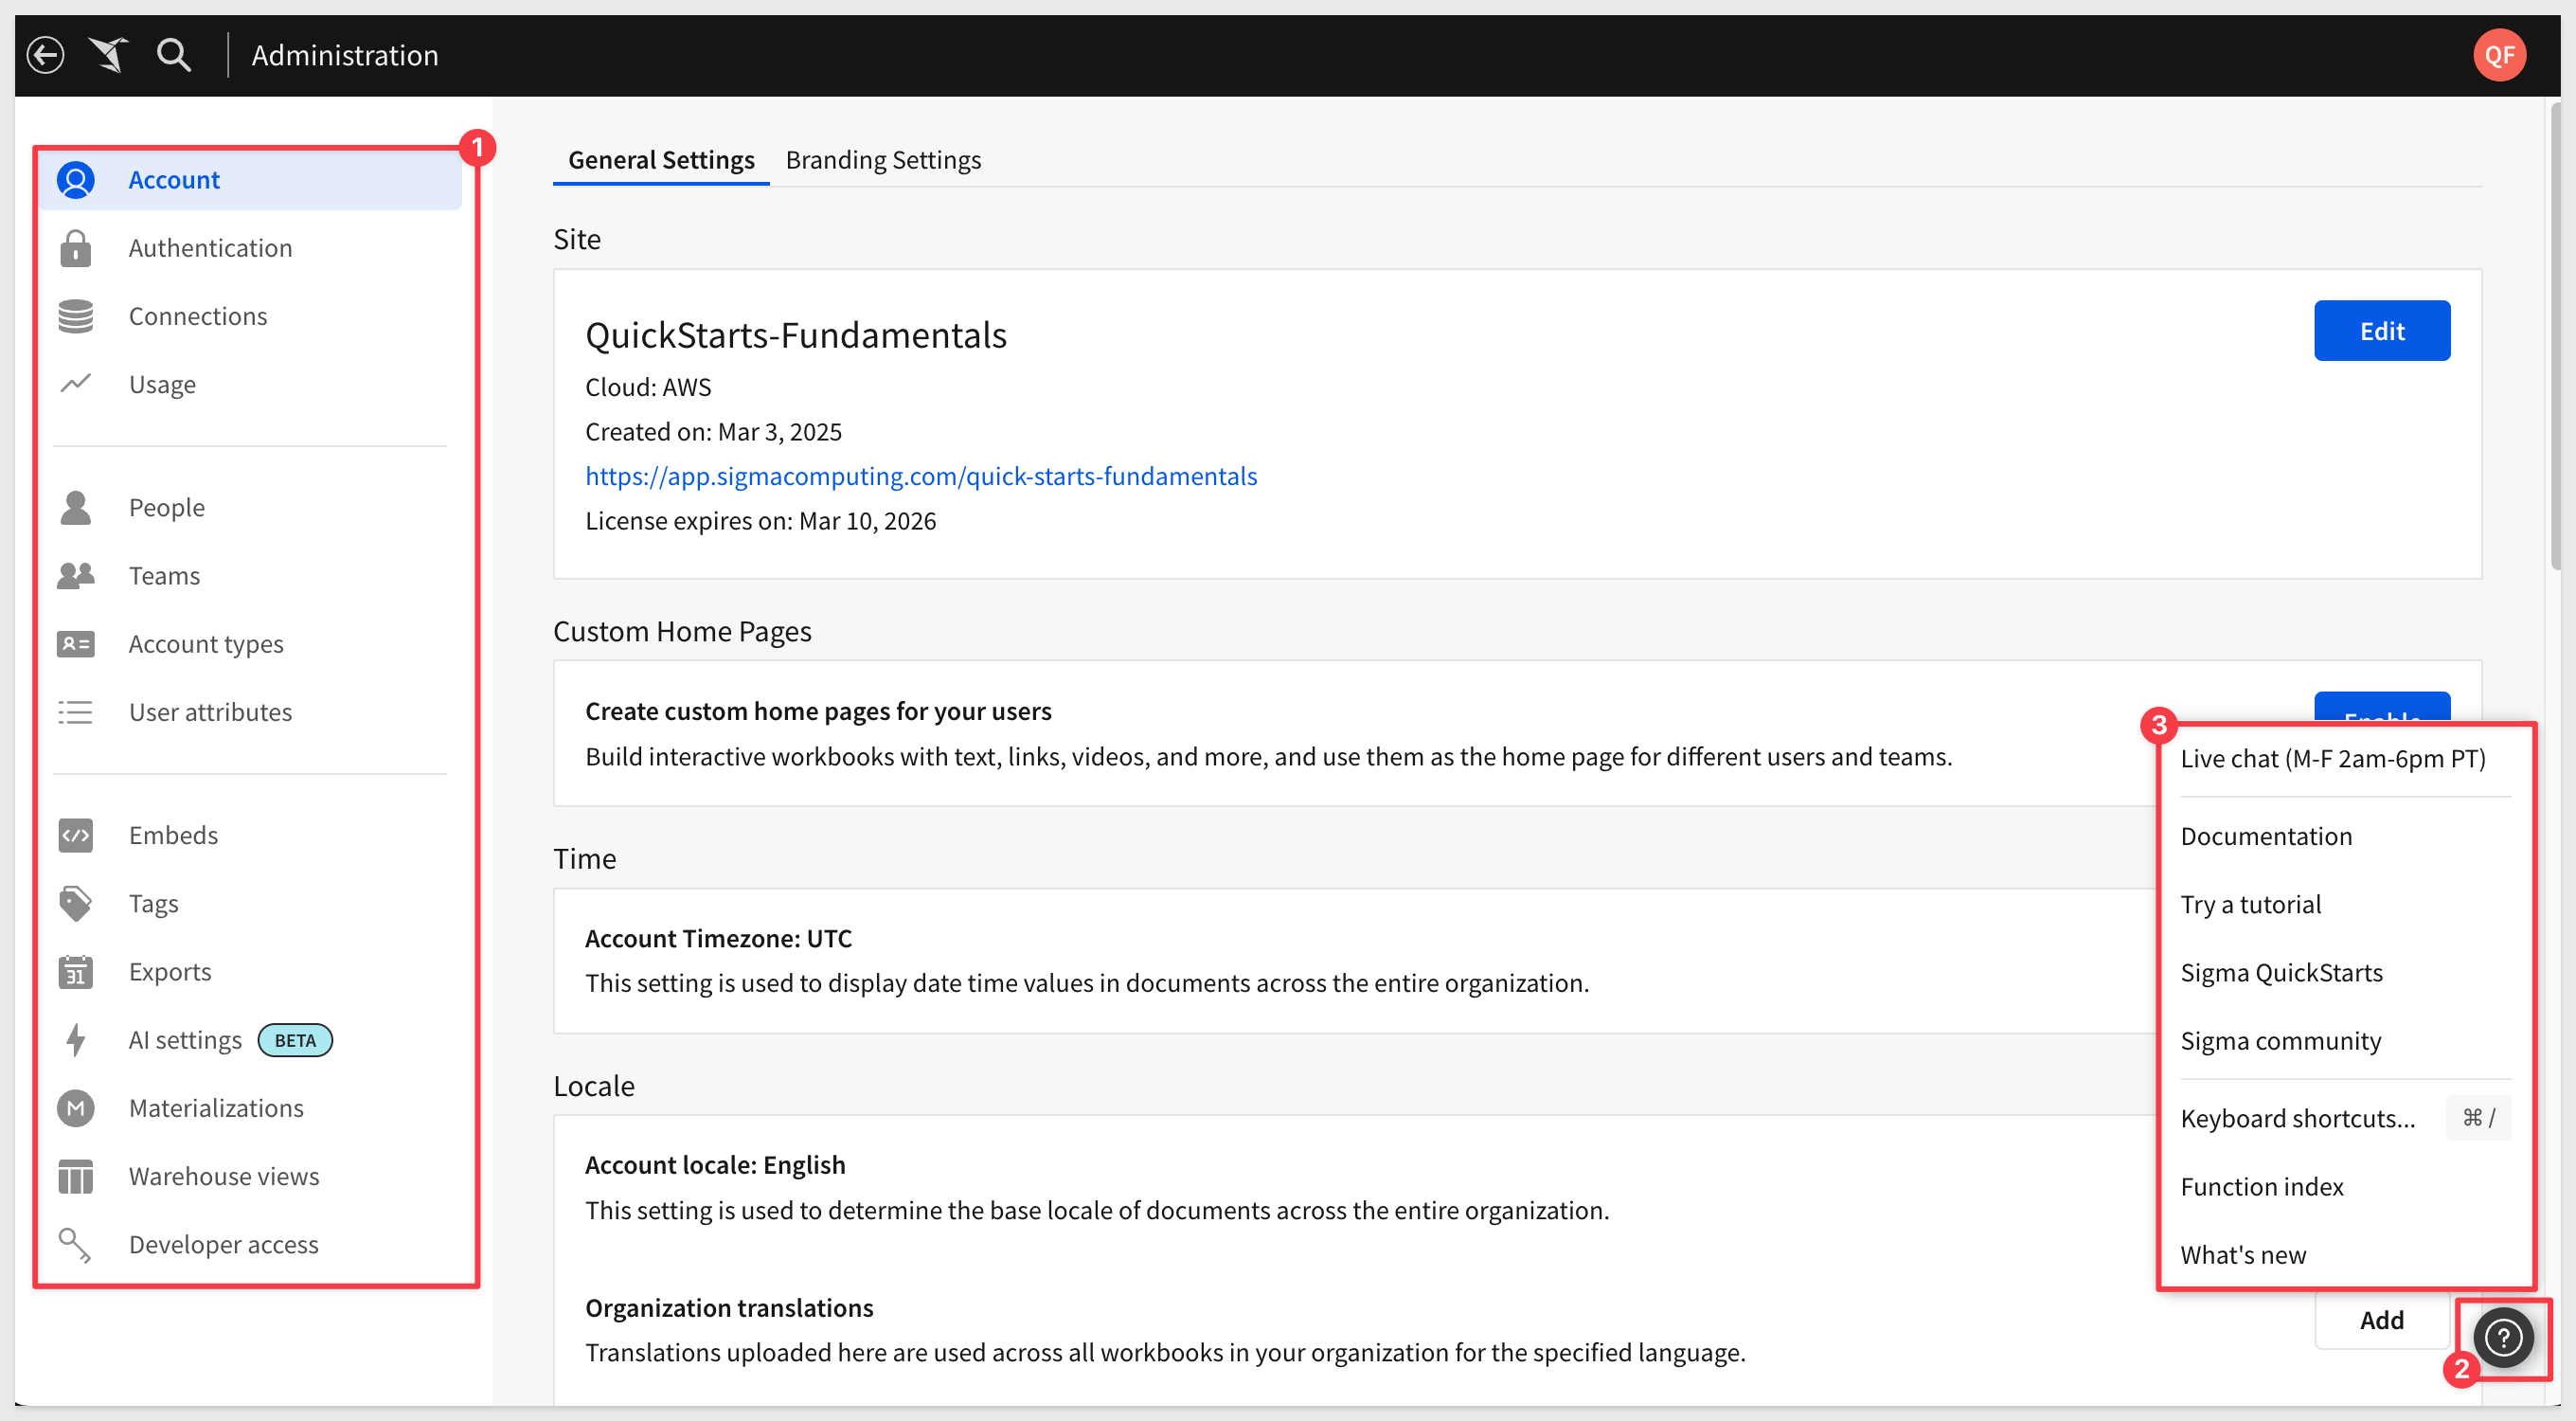 Administration
QF
1
Account
Authentication
Connections
Usage
People
Teams
Account types
User attributes
Embeds
Tags
31
Exports
AI settings BETA
M
Materializations
Warehouse views
Developer access
General Settings Branding Settings
Site
QuickStarts-Fundamentals
Edit
Cloud: AWS
Created on: Mar 3, 2025
https://app.sigmacomputing.com/quick-starts-fundamentals
License expires on: Mar 10, 2026
Custom Home Pages
Create custom home pages for your users
Enable
Build interactive workbooks with text, links, videos, and more, and use them as the home page for different users and teams.
Time
Account Timezone: UTC
This setting is used to display date time values in documents across the entire organization.
Locale
Account locale: English
This setting is used to determine the base locale of documents across the entire organization.
Organization translations
Translations uploaded here are used across all workbooks in your organization for the specified language.
Add
3
Live chat (M-F 2am-6pm PT)
Documentation
Try a tutorial
Sigma QuickStarts
Sigma community
Keyboard shortcuts... ⌘ /
Function index
What's new
?
2